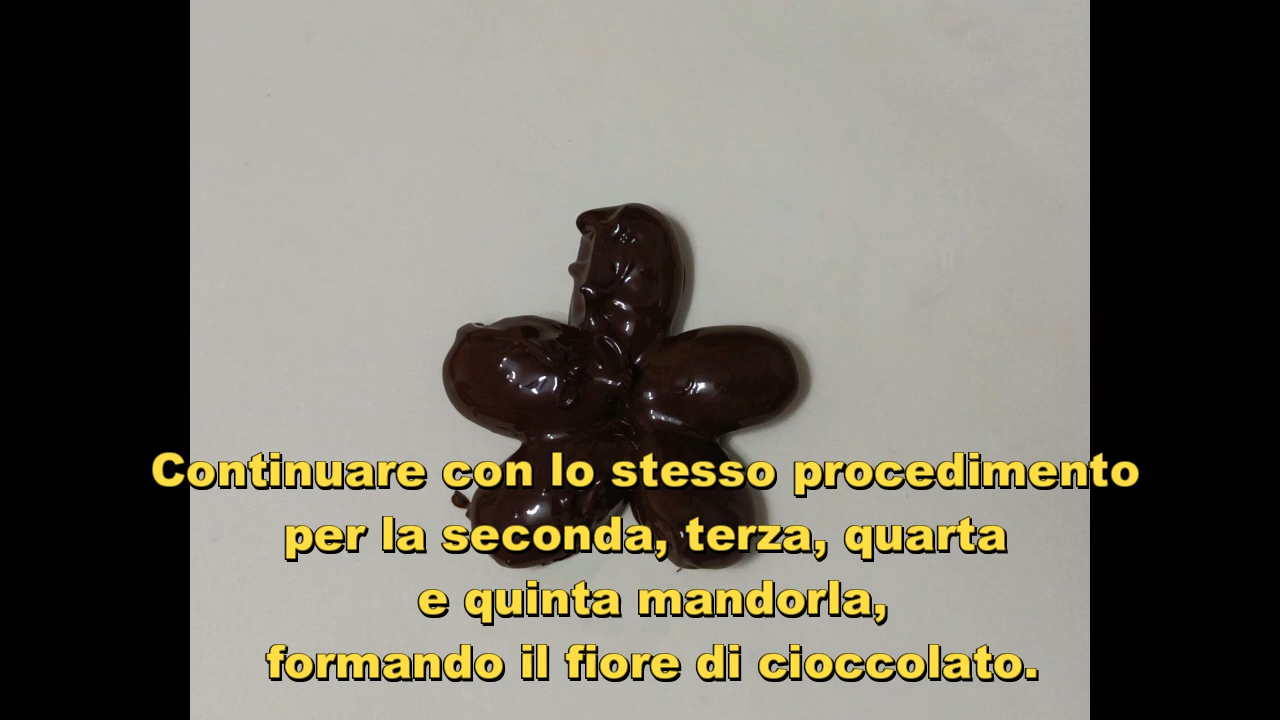 Continuare con lo stesso procedimento
per la seconda, terza, quarta
e quinta mandorla,
formando il fiore di cioccolato.